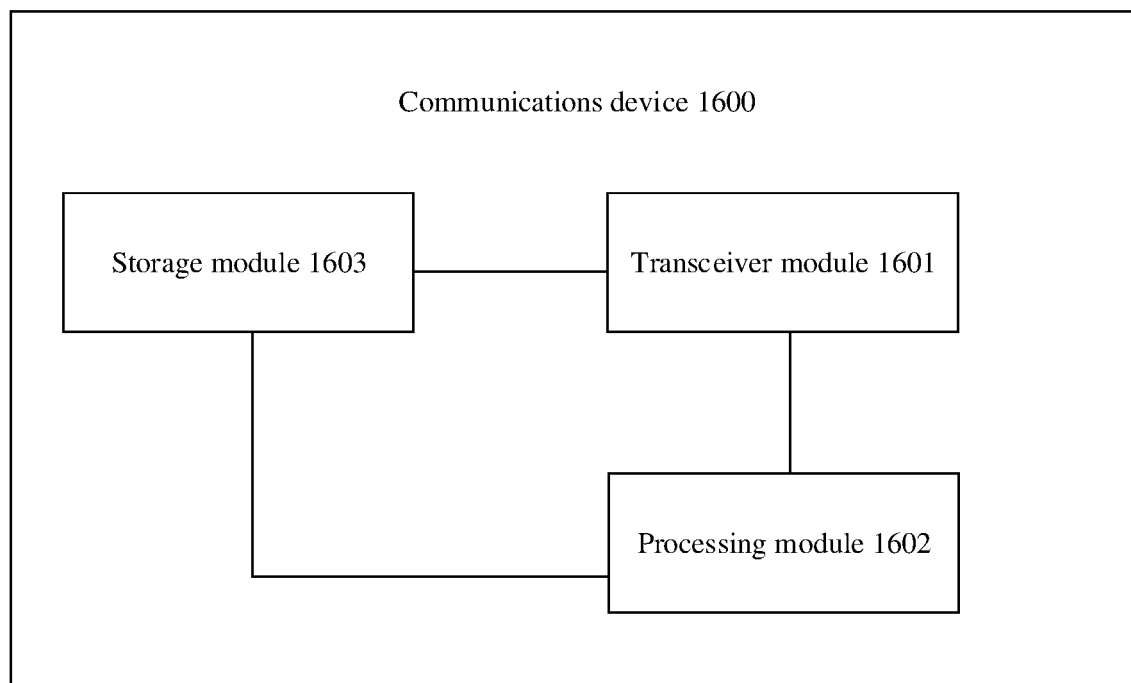 Communications device 1600
Storage module 1603
Transceiver module 1601
Processing module 1602